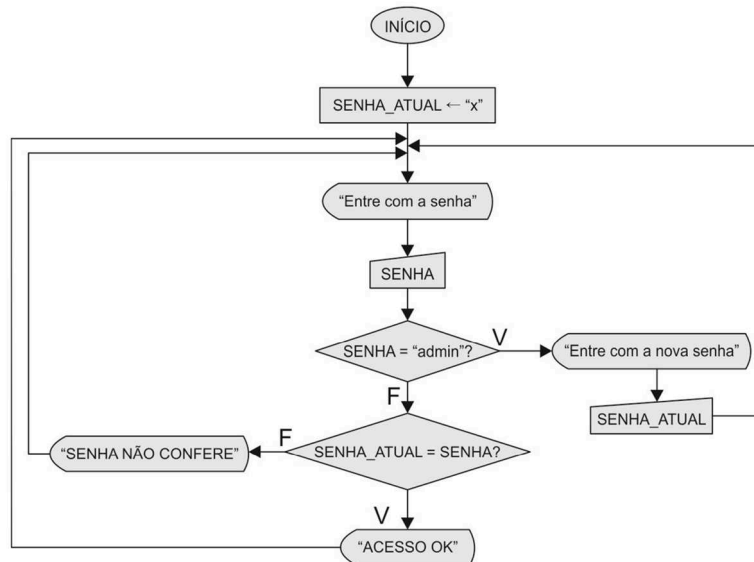 INÍCIO
SENHA_ATUAL ← “x”
“Entre com a senha”
SENHA
SENHA = “admin”?
V
“Entre com a nova senha”
SENHA_ATUAL
F
SENHA_ATUAL = SENHA?
F
“SENHA NÃO CONFERE”
V
“ACESSO OK”